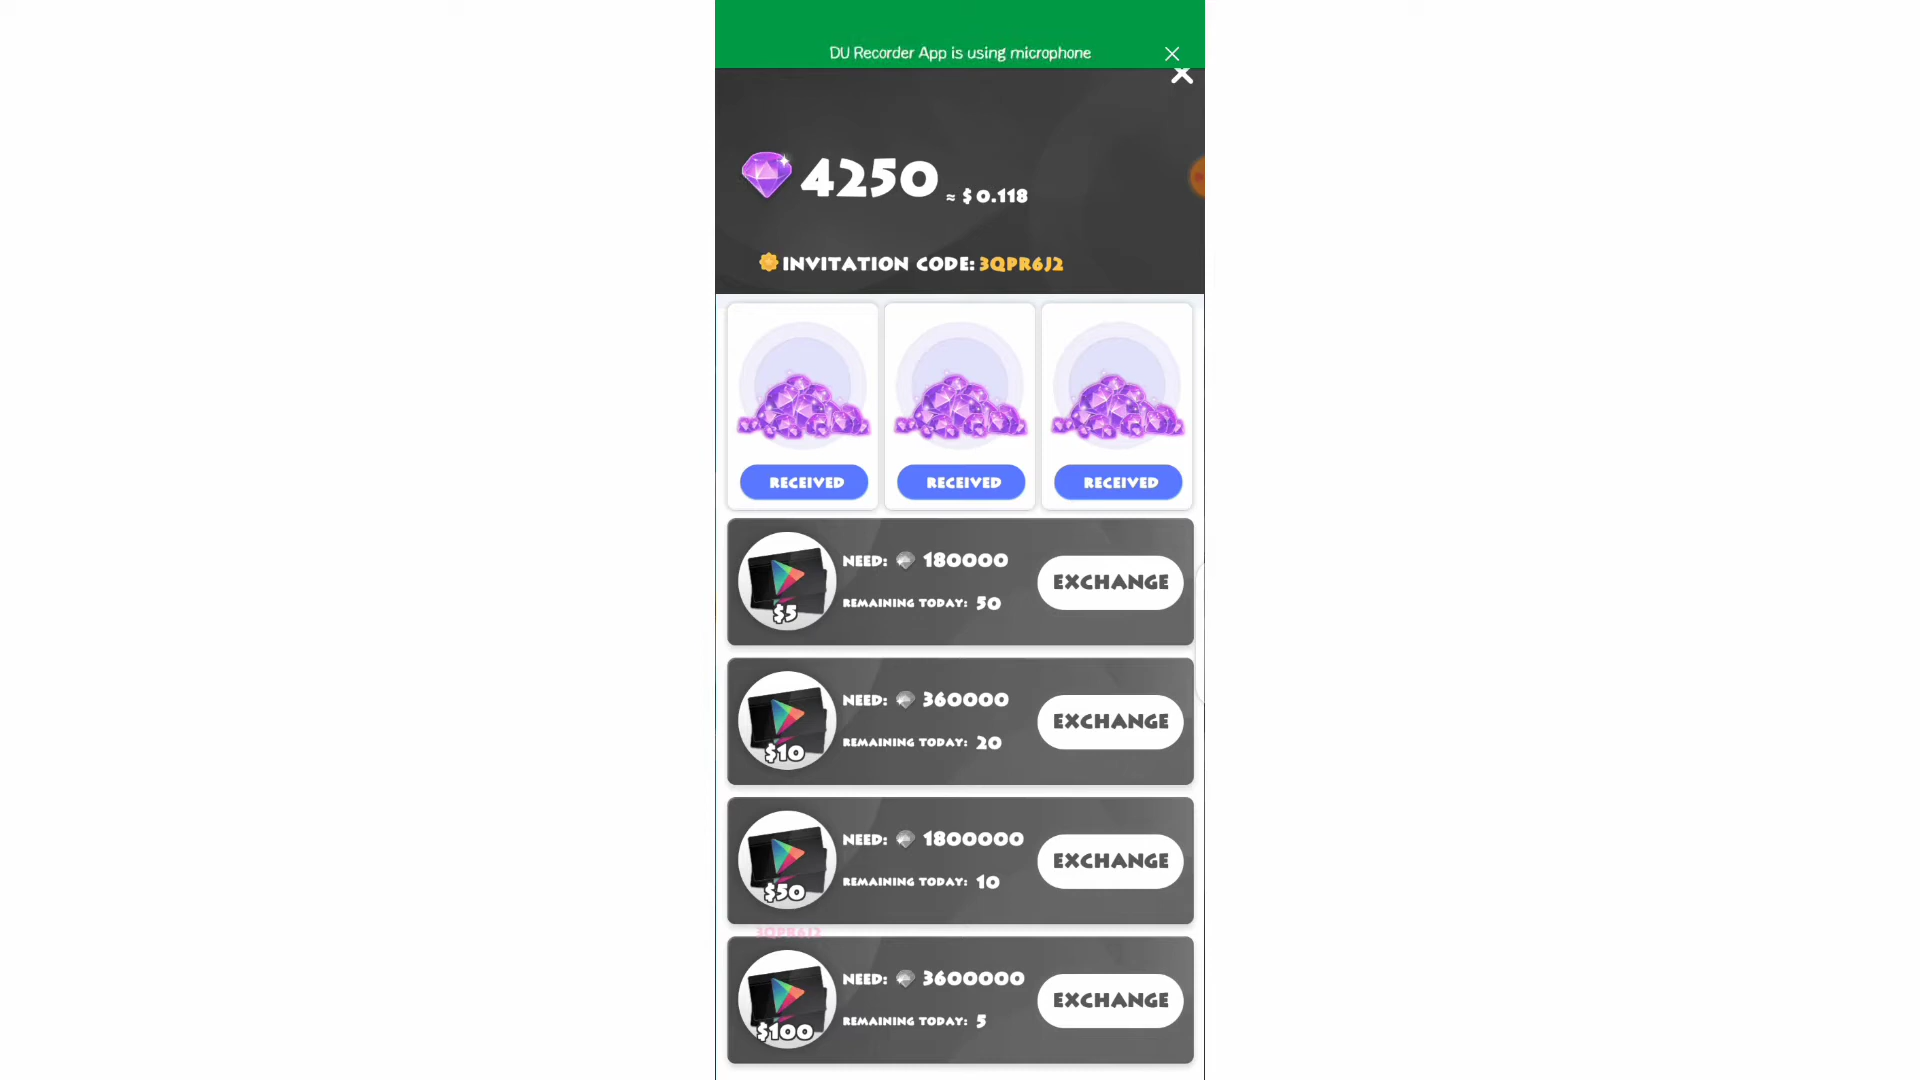 DU Recorder App is using microphone
4250 ≈ $ 0.118
INVITATION CODE: 3QPR6J2
RECEIVED RECEIVED RECEIVED
NEED: 180000
EXCHANGE
REMAINING TODAY: 50
$5
NEED: 360000
EXCHANGE
REMAINING TODAY: 20
$10
NEED: 1800000
EXCHANGE
REMAINING TODAY: 10
$50
3QPR6J2
NEED: 3600000
EXCHANGE
REMAINING TODAY: 5
$100